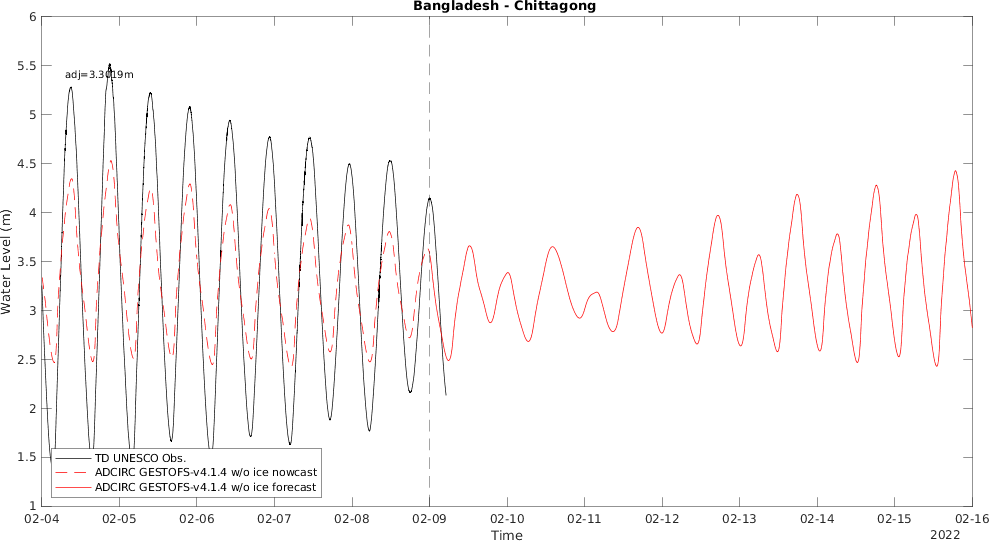 Bangladesh - Chittagong
6
5.5
5
4.5
4
3.5
3
2.5
2
1.5
1
Water Level (m)
adj=3.3019m
TD UNESCO Obs.
ADCIRC GESTOFS-v4.1.4 w/o ice nowcast
ADCIRC GESTOFS-v4.1.4 w/o ice forecast
02-04 02-05 02-06 02-07 02-08 02-09 02-10 02-11 02-12 02-13 02-14 02-15 02-16
Time
2022